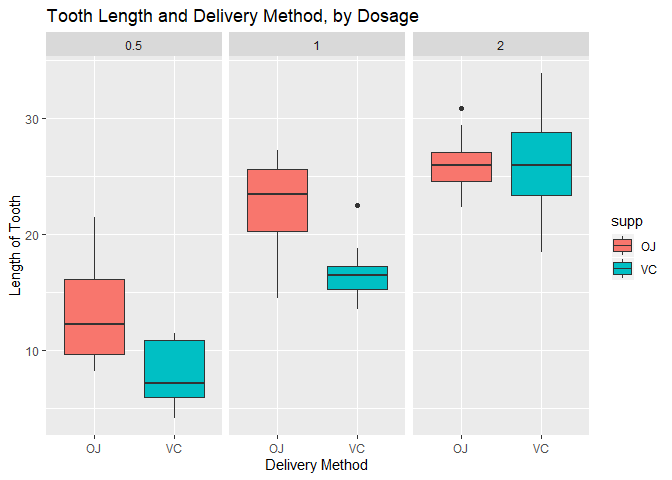 Tooth Length and Delivery Method, by Dosage
0.5
1
2
30
20
10
Length of Tooth
OJ
VC
OJ
VC
OJ
VC
Delivery Method
supp
OJ
VC